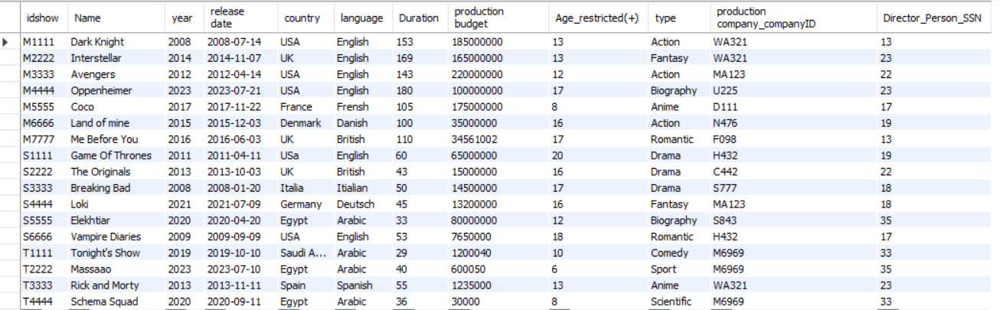 idshow Name year release date country language Duration production budget Age_restricted(+) type production company_companyID Director_Person_SSN
M1111 Dark Knight 2008 2008-07-14 USA English 153 185000000 13 Action WA321 13
M2222 Interstellar 2014 2014-11-07 UK English 169 165000000 13 Fantasy WA321 23
M3333 Avengers 2012 2012-04-14 USA English 143 220000000 12 Action MA123 22
M4444 Oppenheimer 2023 2023-07-21 USA English 180 100000000 17 Biography U225 23
M5555 Coco 2017 2017-11-22 France Frensh 105 175000000 8 Anime D111 17
M6666 Land of mine 2015 2015-12-03 Denmark Danish 100 35000000 16 Action N476 19
M7777 Me Before You 2016 2016-06-03 UK British 110 34561002 17 Romantic F098 13
S1111 Game Of Thrones 2011 2011-04-11 USa English 60 65000000 20 Drama H432 19
S2222 The Originals 2013 2013-10-03 UK British 43 15000000 16 Drama C442 22
S3333 Breaking Bad 2008 2008-01-20 Italia Itialian 50 14500000 17 Drama S777 18
S4444 Loki 2021 2021-07-09 Germany Deutsch 45 13200000 16 Fantasy MA123 18
S5555 Elekhtiar 2020 2020-04-20 Egypt Arabic 33 80000000 12 Biography S843 35
S6666 Vampire Diaries 2009 2009-09-09 USA English 53 7650000 18 Romantic H432 17
T1111 Tonight's Show 2019 2019-10-10 Saudi A... Arabic 29 1200040 10 Comedy M6969 33
T2222 Massaao 2023 2023-07-10 Egypt Arabic 40 600050 6 Sport M6969 35
T3333 Rick and Morty 2013 2013-11-11 Spain Spanish 55 1235000 13 Anime WA321 23
T4444 Schema Squad 2020 2020-09-11 Egypt Arabic 36 30000 8 Scientific M6969 33